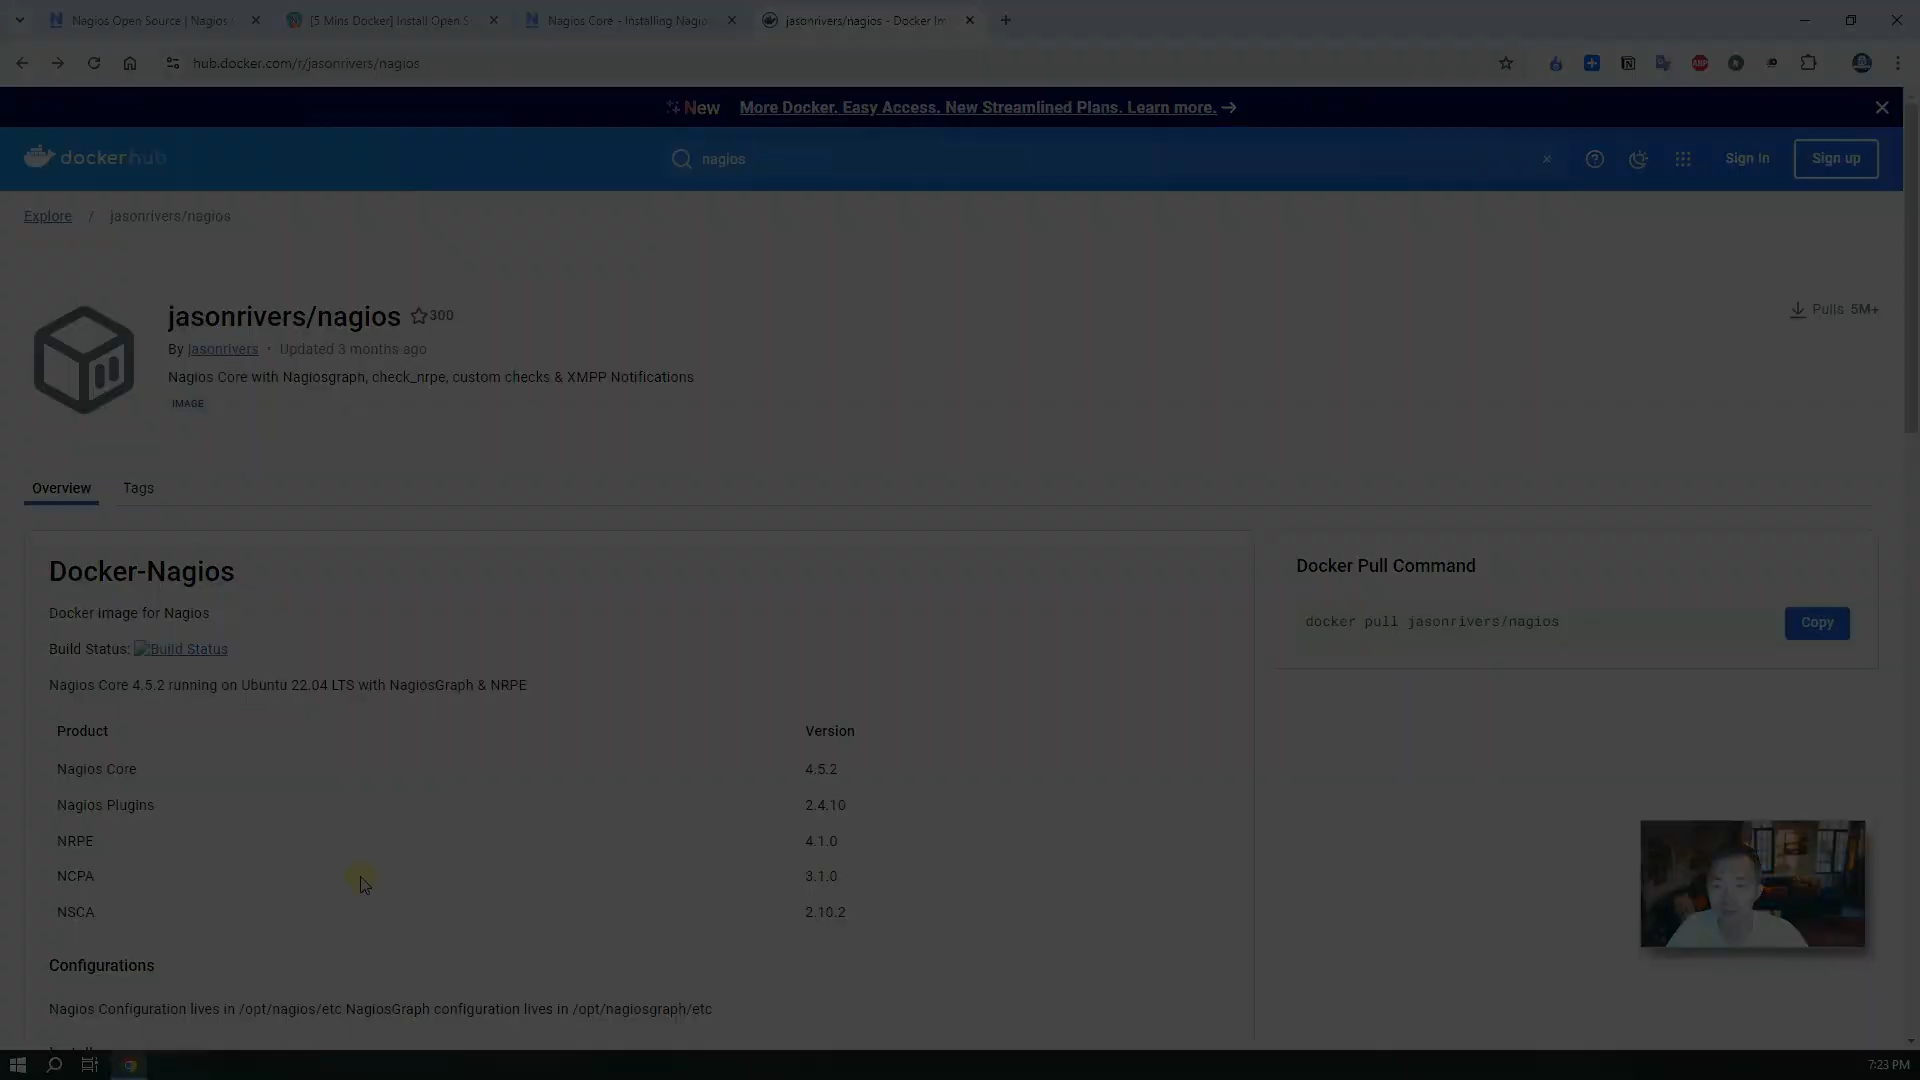 Nagios Open Source | Nagios
[5 Mins Docker] Install Open S
Nagios Core - Installing Nagio
jasonrivers/nagios - Docker Im
hub.docker.com/r/jasonrivers/nagios
New More Docker. Easy Access. New Streamlined Plans. Learn more. →
dockerhub
nagios
Sign In
Sign up
Explore / jasonrivers/nagios
jasonrivers/nagios ☆300
Pulls 5M+
By jasonrivers • Updated 3 months ago
Nagios Core with Nagiosgraph, check_nrpe, custom checks & XMPP Notifications
IMAGE
Overview Tags
Docker-Nagios
Docker image for Nagios
Build Status: Build Status
Nagios Core 4.5.2 running on Ubuntu 22.04 LTS with NagiosGraph & NRPE
Product Version
Nagios Core 4.5.2
Nagios Plugins 2.4.10
NRPE 4.1.0
NCPA 3.1.0
NSCA 2.10.2
Configurations
Nagios Configuration lives in /opt/nagios/etc NagiosGraph configuration lives in /opt/nagiosgraph/etc
Docker Pull Command
docker pull jasonrivers/nagios
Copy
7:23 PM